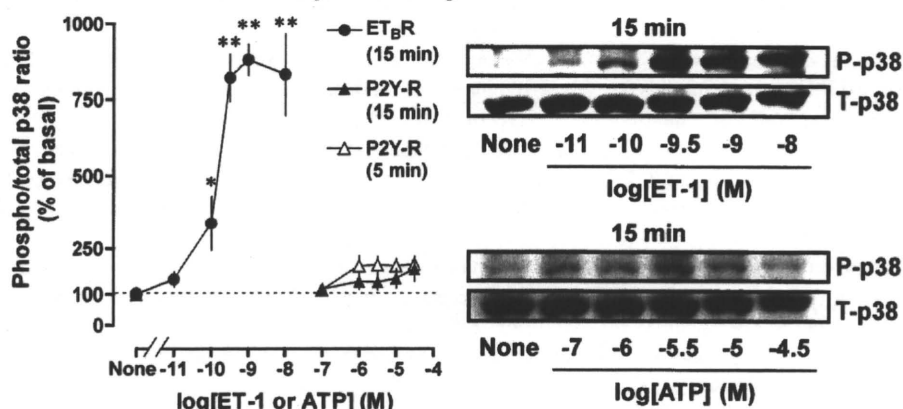 Phospho/total p38 ratio
(% of basal)
1000
750
500
250
100
0
**
**
**
*
ETBR
(15 min)
P2Y-R
(15 min)
P2Y-R
(5 min)
None -11 -10 -9 -8 -7 -6 -5 -4
log[ET-1 or ATP] (M)
15 min
P-p38
T-p38
None -11 -10 -9.5 -9 -8
log[ET-1] (M)
15 min
P-p38
T-p38
None -7 -6 -5.5 -5 -4.5
log[ATP] (M)